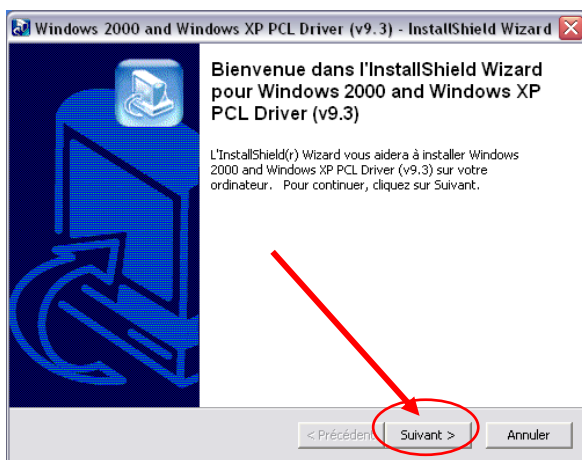 Windows 2000 and Windows XP PCL Driver (v9.3) - InstallShield Wizard
Bienvenue dans l'InstallShield Wizard
pour Windows 2000 and Windows XP
PCL Driver (v9.3)
L'InstallShield(r) Wizard vous aidera à installer Windows
2000 and Windows XP PCL Driver (v9.3) sur votre
ordinateur. Pour continuer, cliquez sur Suivant.
< Précédent Suivant > Annuler